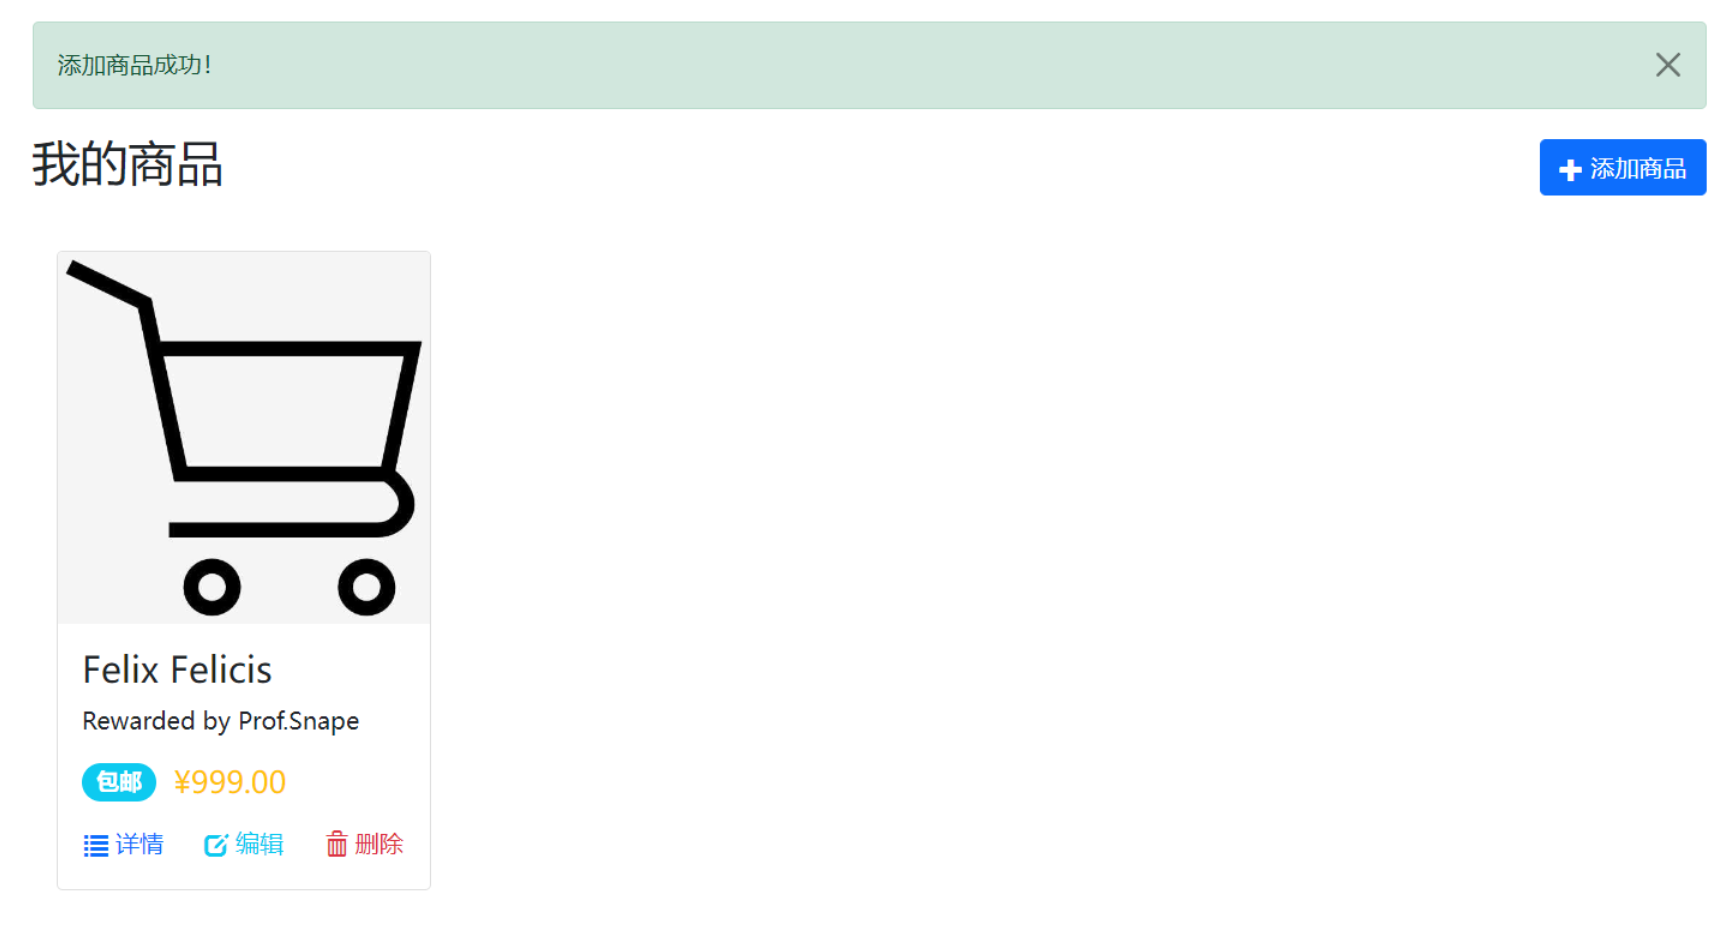 添加商品成功！
我的商品
添加商品
Felix Felicis
Rewarded by Prof.Snape
包邮 ¥999.00
详情 编辑 删除